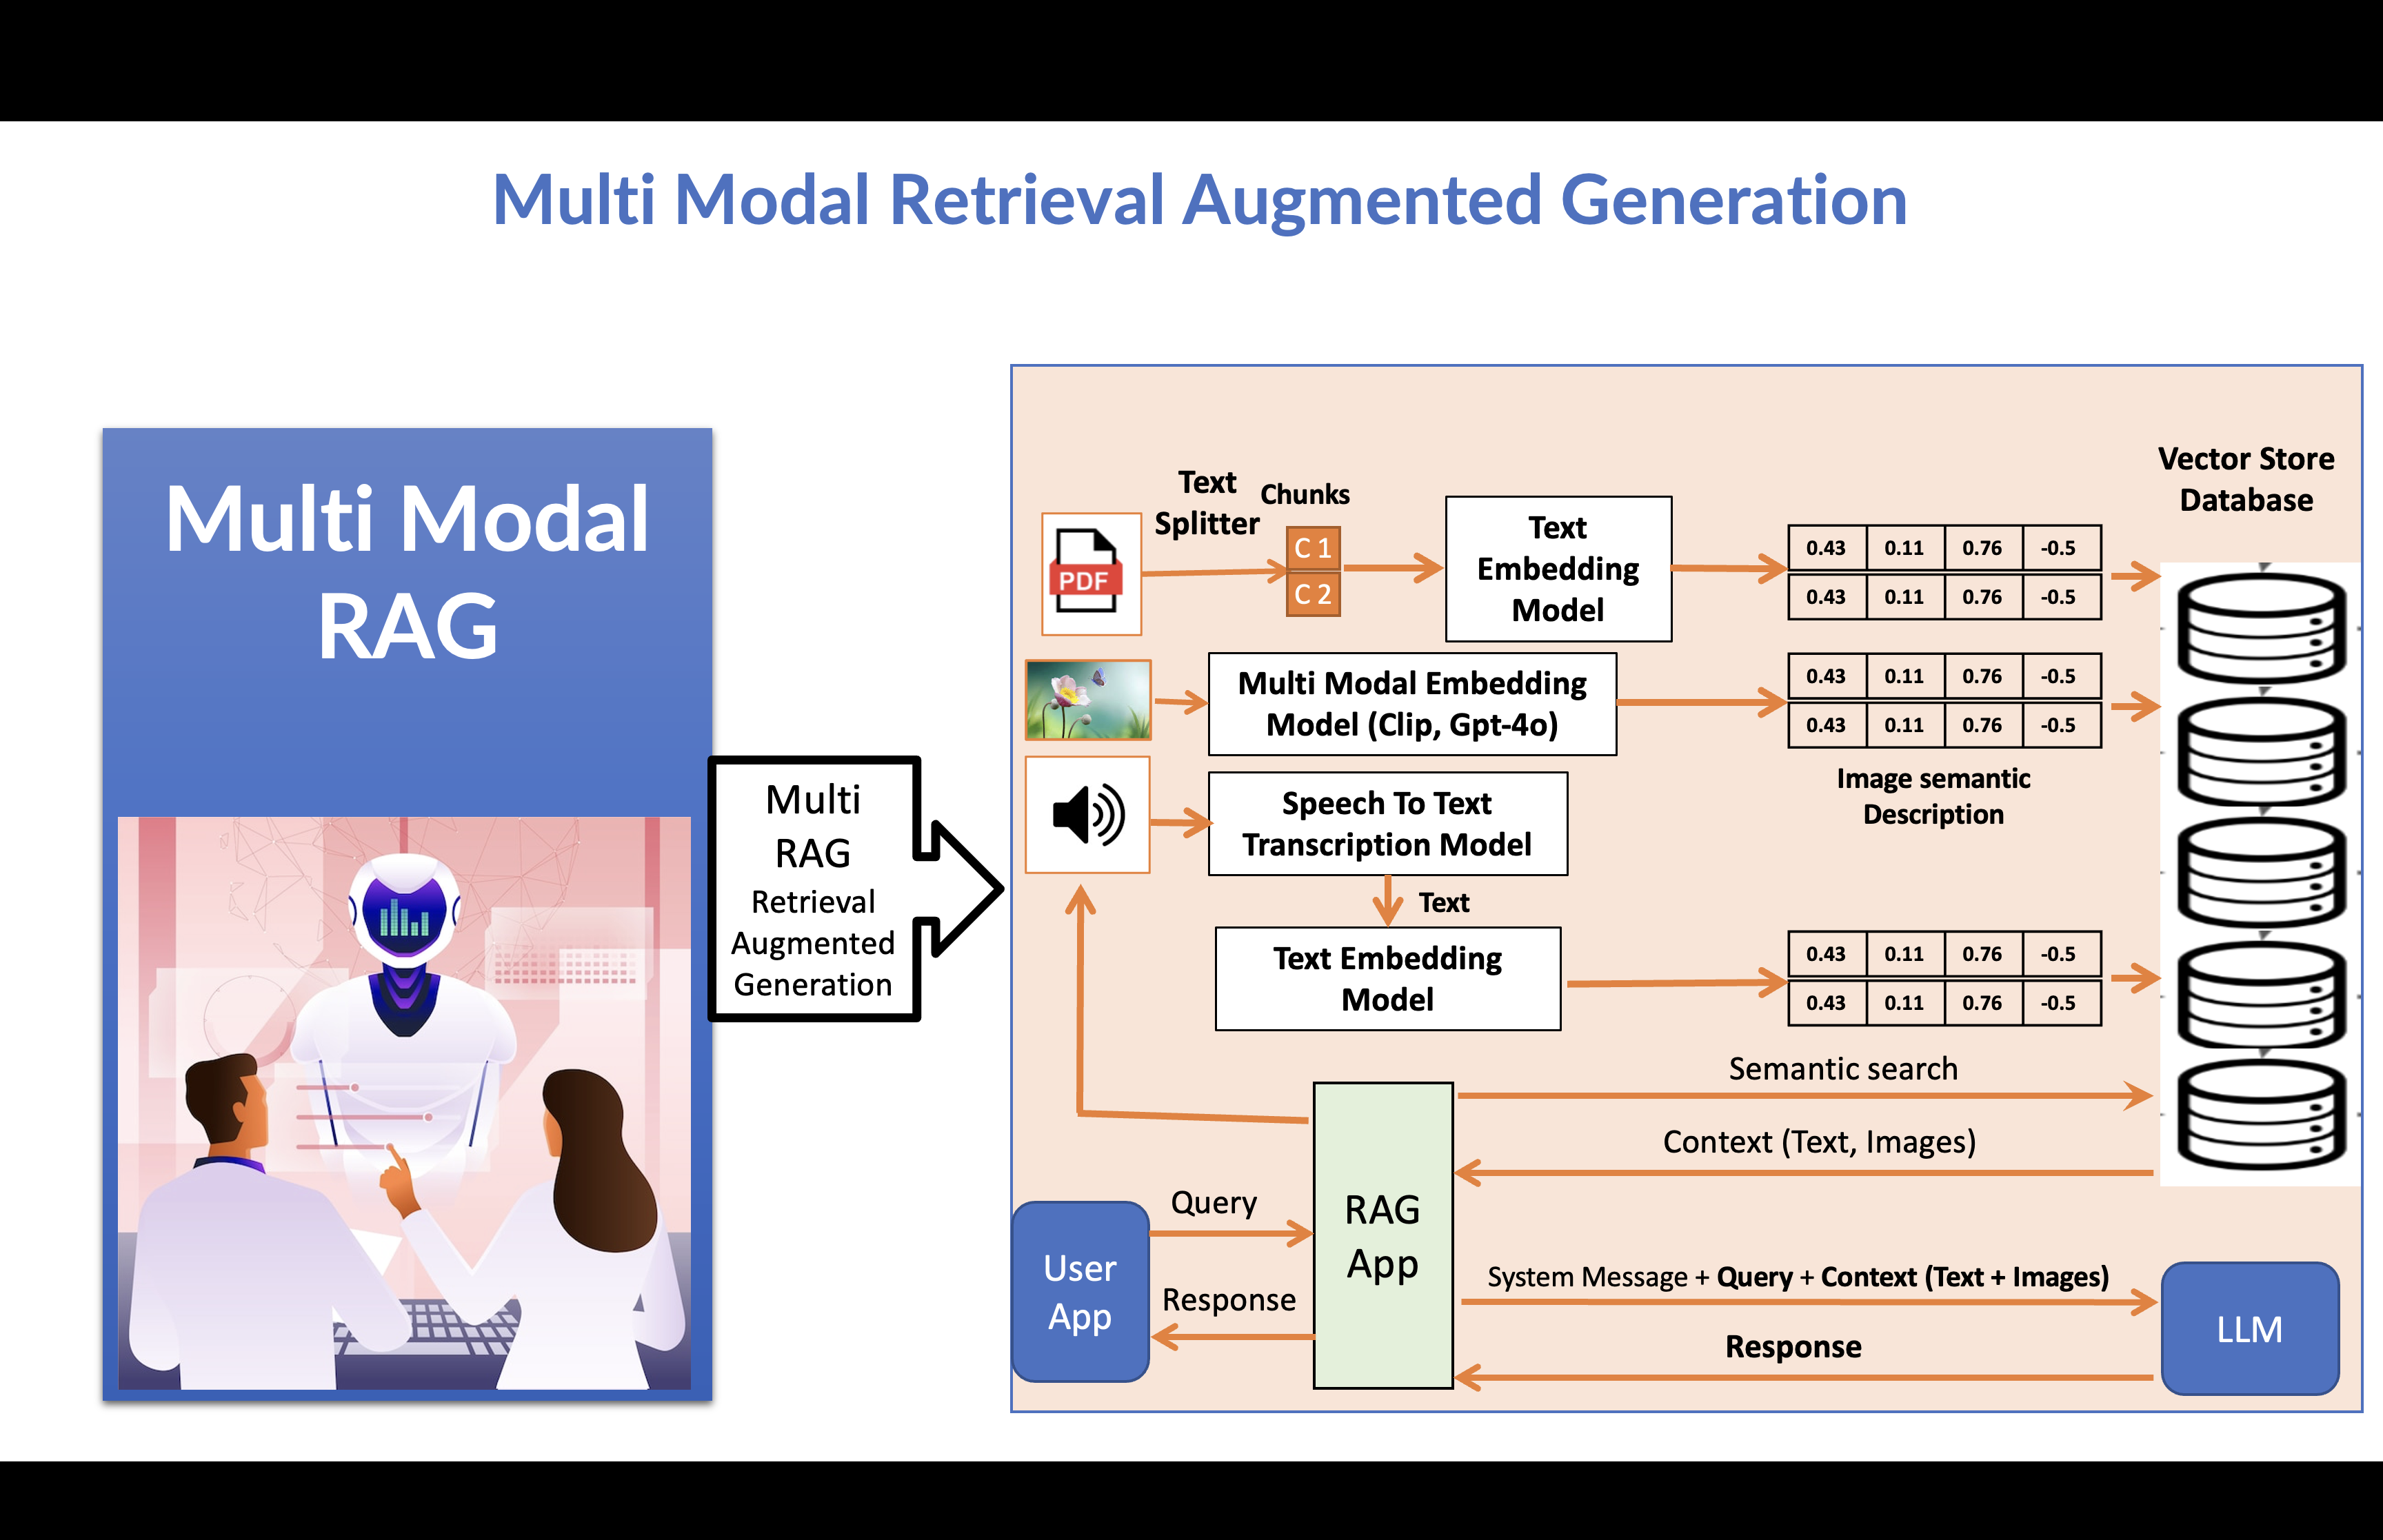 Multi Modal Retrieval Augmented Generation
Multi Modal
RAG
Multi
RAG
Retrieval
Augmented
Generation
Text
Splitter
Chunks
PDF
C 1
C 2
Text
Embedding
Model
0.43 0.11 0.76 -0.5
0.43 0.11 0.76 -0.5
Vector Store
Database
Multi Modal Embedding
Model (Clip, Gpt-4o)
0.43 0.11 0.76 -0.5
0.43 0.11 0.76 -0.5
Image semantic
Description
Speech To Text
Transcription Model
Text
Text Embedding
Model
0.43 0.11 0.76 -0.5
0.43 0.11 0.76 -0.5
Semantic search
Context (Text, Images)
Query
User
App
Response
RAG
App
System Message + Query + Context (Text + Images)
Response
LLM